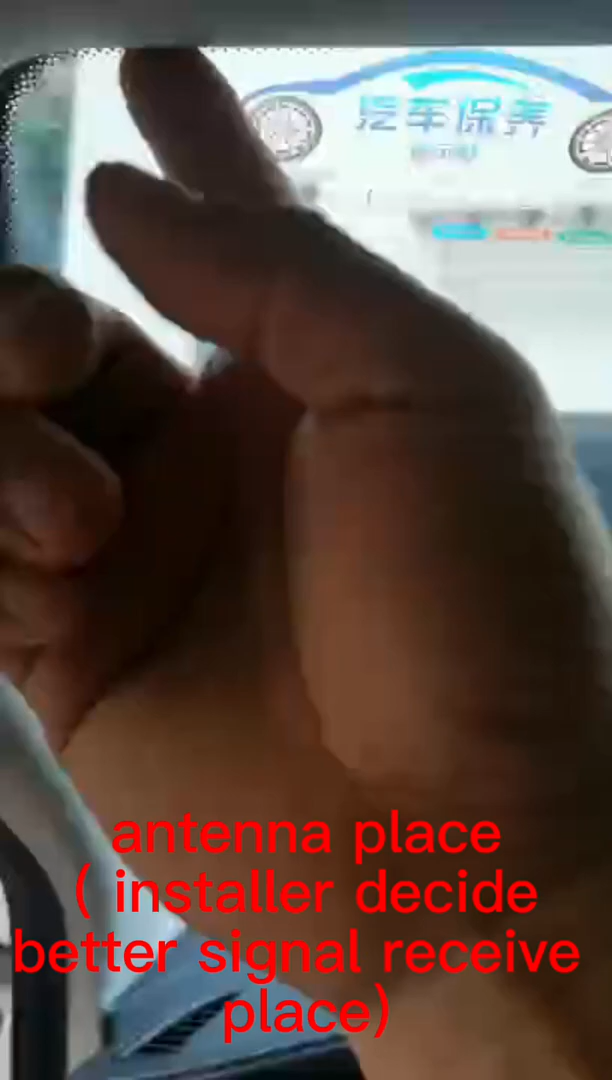 汽车保养
antenna place
( installer decide
better signal receive
place)